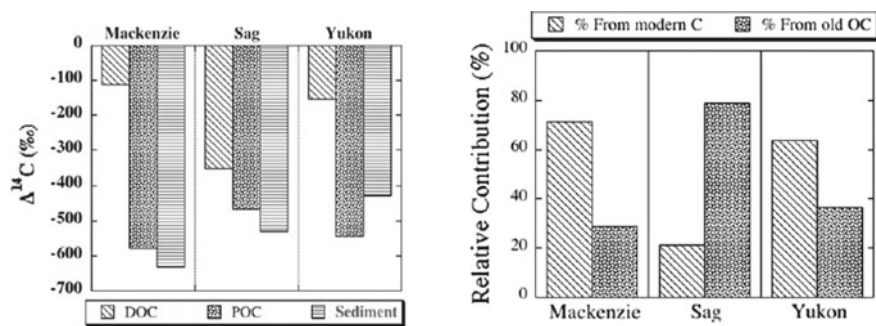 Mackenzie Sag Yukon
0
-100
-200
-300
-400
-500
-600
-700
Δ¹⁴C (‰)
DOC POC Sediment
% From modern C % From old OC
100
80
60
40
20
0
Relative Contribution (%)
Mackenzie Sag Yukon